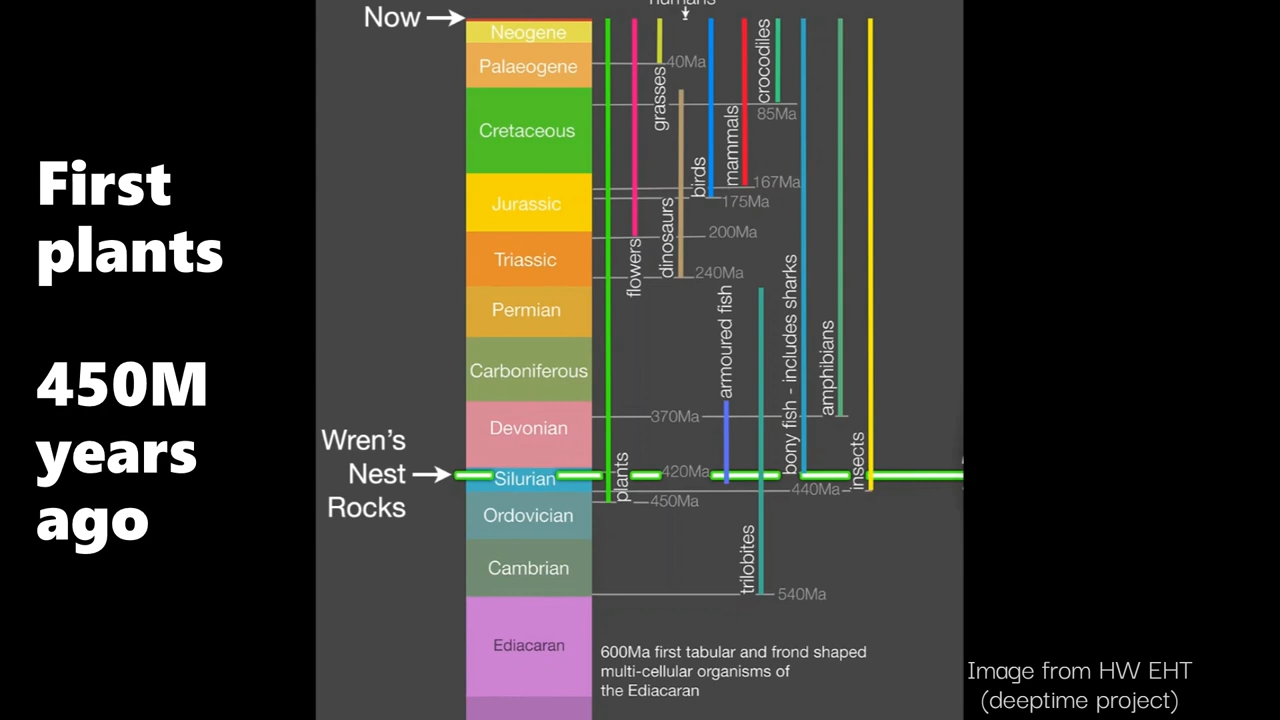 First
plants
450M
years
ago
Now
humans
Neogene
Palaeogene
Cretaceous
Jurassic
Triassic
Permian
Carboniferous
Devonian
Silurian
Ordovician
Cambrian
Ediacaran
Wren's
Nest
Rocks
grasses
40Ma
crocodiles
85Ma
mammals
birds
167Ma
175Ma
dinosaurs
200Ma
flowers
240Ma
armoured fish
bony fish - includes sharks
amphibians
370Ma
insects
plants
420Ma
440Ma
450Ma
trilobites
540Ma
600Ma first tabular and frond shaped
multi-cellular organisms of
the Ediacaran
Image from HW EHT
(deeptime project)